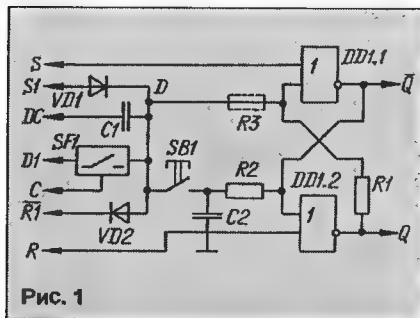 S
S1
VD1
D
DC
C1
D1
SF1
C
R̅1̅
VD2
R
SB1
C2
R2
R3
1
DD1.1
Q̅
DD1.2
1
R1
Q
Рис. 1